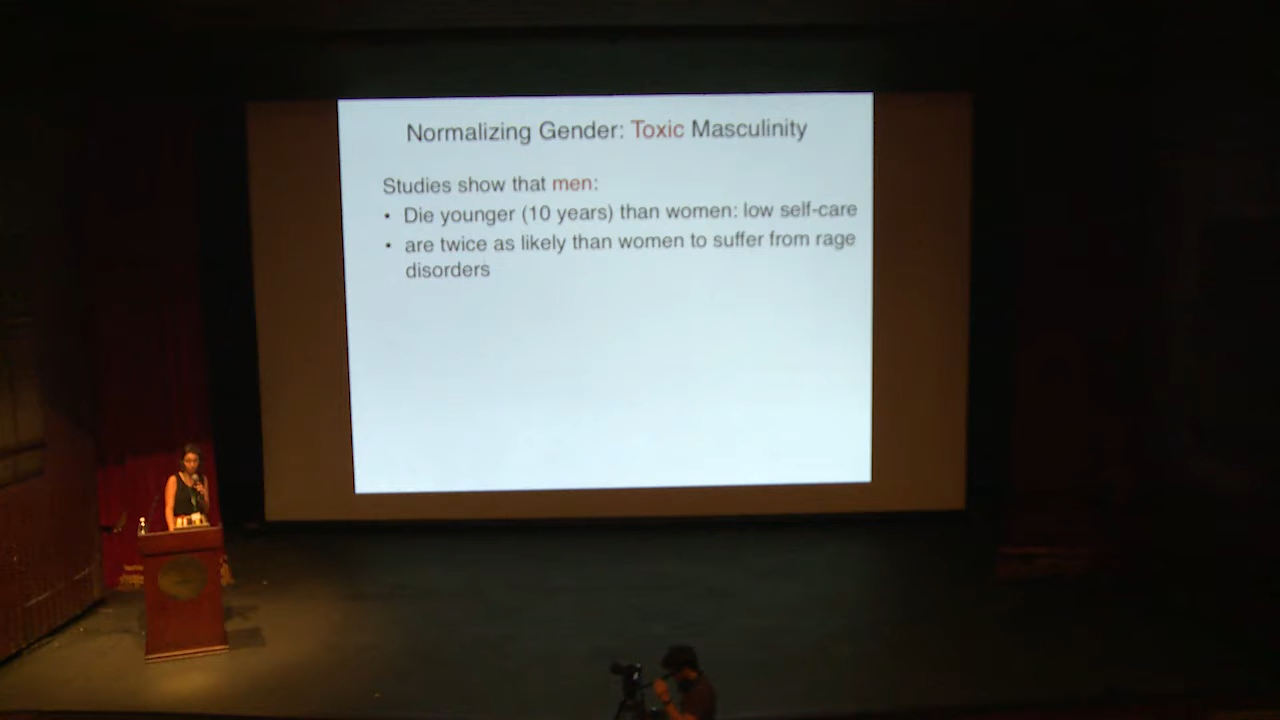 Normalizing Gender: Toxic Masculinity
Studies show that men:
• Die younger (10 years) than women: low self-care
• are twice as likely than women to suffer from rage
disorders